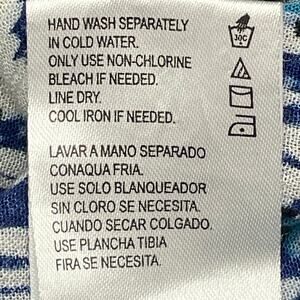 HAND WASH SEPARATELY
IN COLD WATER.
ONLY USE NON-CHLORINE
BLEACH IF NEEDED.
LINE DRY.
COOL IRON IF NEEDED.
30C
LAVAR A MANO SEPARADO
CONAQUA FRIA.
USE SOLO BLANQUEADOR
SIN CLORO SE NECESITA.
CUANDO SECAR COLGADO.
USE PLANCHA TIBIA
FIRA SE NECESITA.